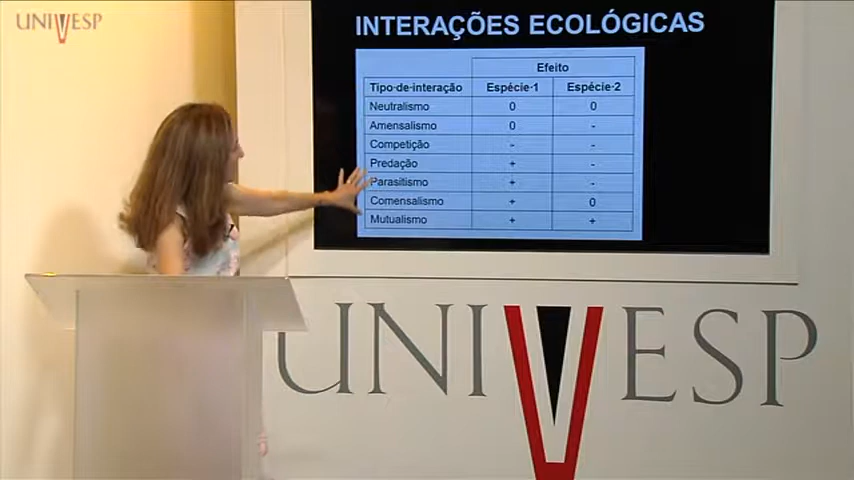 UNIVESP
INTERAÇÕES ECOLÓGICAS
Efeito
Tipo-de-interação Espécie-1 Espécie-2
Neutralismo 0 0
Amensalismo 0 -
Competição - -
Predação + -
Parasitismo + -
Comensalismo + 0
Mutualismo + +
UNIVESP